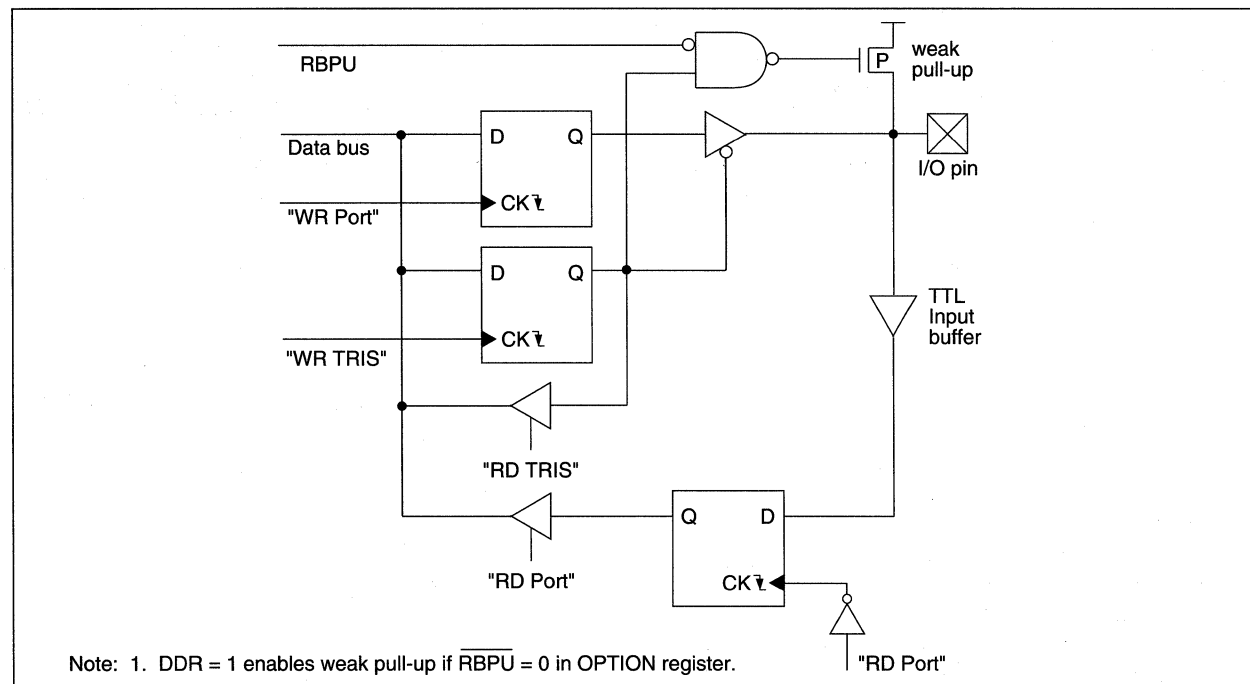 RBPU
P
weak
pull-up
Data bus
D
Q
I/O pin
"WR Port"
CK
D
Q
TTL
Input
buffer
"WR TRIS"
CK
"RD TRIS"
Q
D
"RD Port"
CK
"RD Port"
Note: 1. DDR = 1 enables weak pull-up if R̅B̅P̅U̅ = 0 in OPTION register.